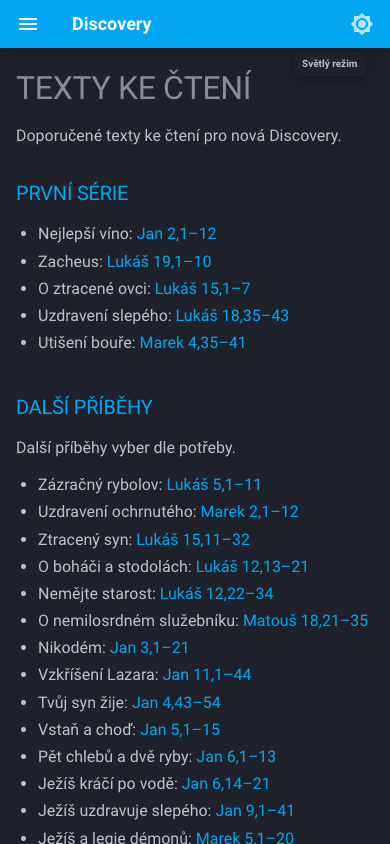 Discovery
Světlý režim
TEXTY KE ČTENÍ
Doporučené texty ke čtení pro nová Discovery.
PRVNÍ SÉRIE
• Nejlepší víno: Jan 2,1–12
• Zacheus: Lukáš 19,1–10
• O ztracené ovci: Lukáš 15,1–7
• Uzdravení slepého: Lukáš 18,35–43
• Utišení bouře: Marek 4,35–41
DALŠÍ PŘÍBĚHY
Další příběhy vyber dle potřeby.
• Zázračný rybolov: Lukáš 5,1–11
• Uzdravení ochrnutého: Marek 2,1–12
• Ztracený syn: Lukáš 15,11–32
• O boháči a stodolách: Lukáš 12,13–21
• Nemějte starost: Lukáš 12,22–34
• O nemilosrdném služebníku: Matouš 18,21–35
• Nikodém: Jan 3,1–21
• Vzkříšení Lazara: Jan 11,1–44
• Tvůj syn žije: Jan 4,43–54
• Vstaň a choď: Jan 5,1–15
• Pět chlebů a dvě ryby: Jan 6,1–13
• Ježíš kráčí po vodě: Jan 6,14–21
• Ježíš uzdravuje slepého: Jan 9,1–41
• Ježíš a legie démonů: Marek 5,1–20